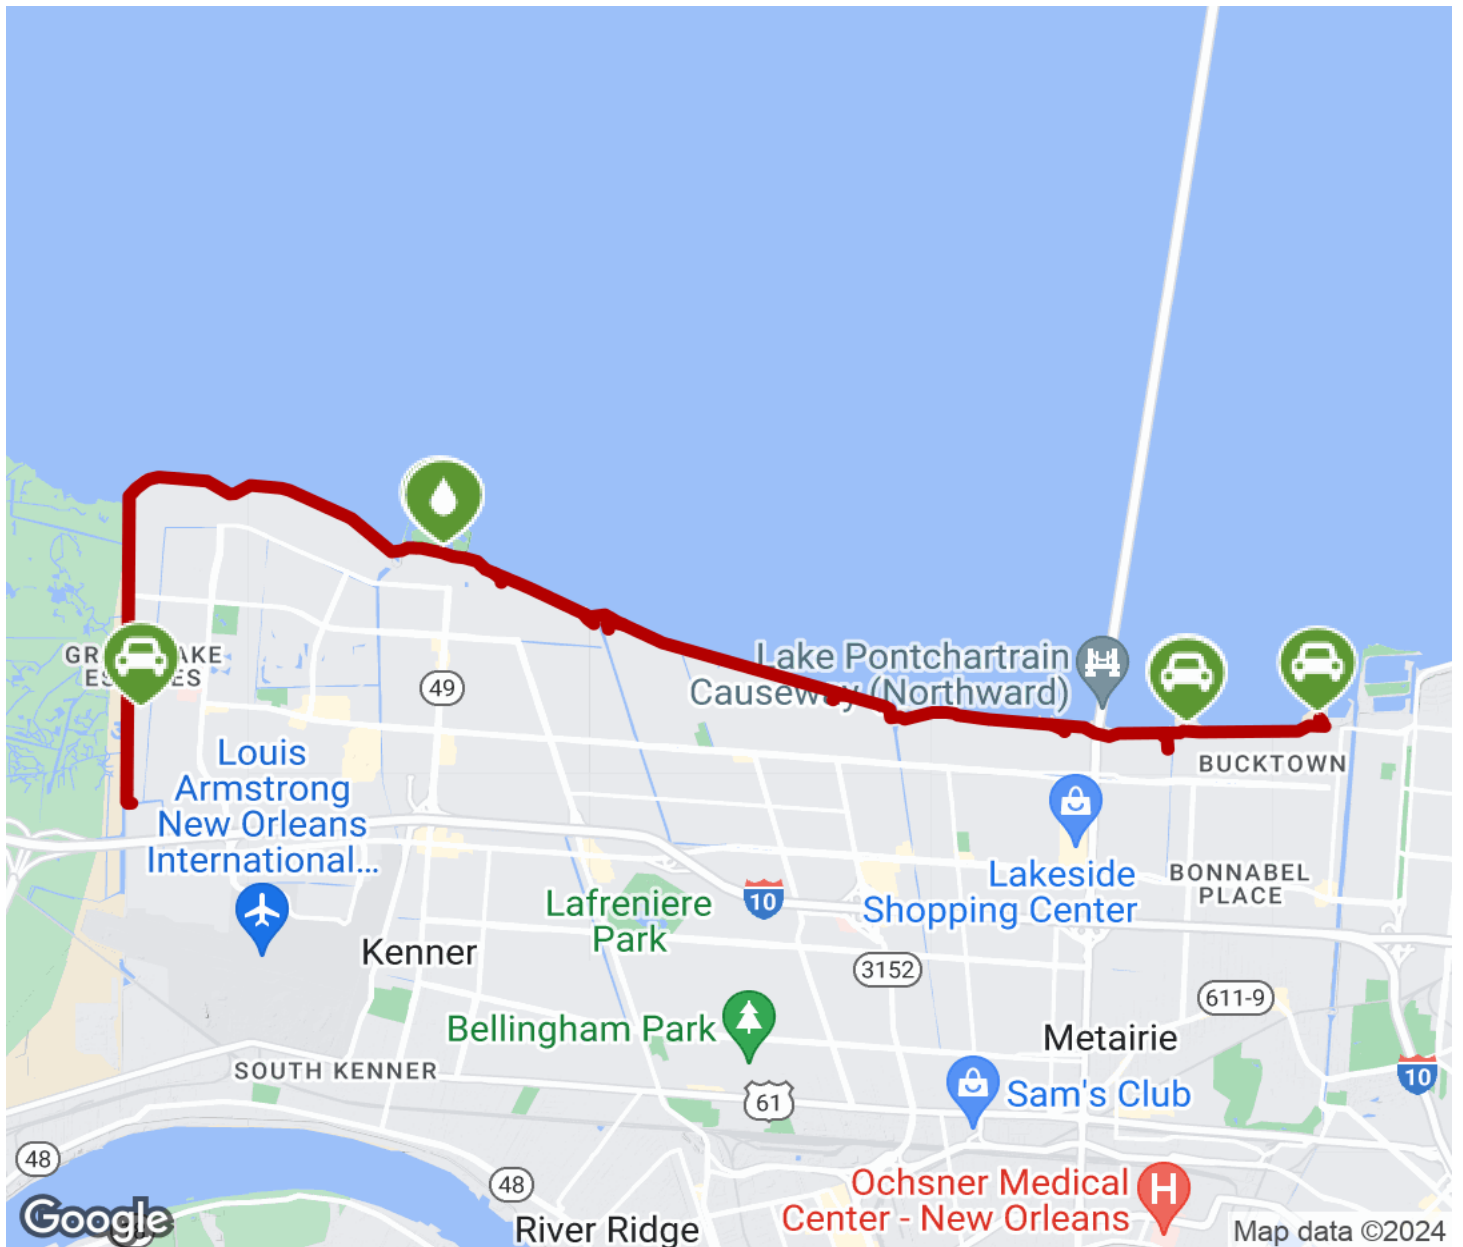 Lake Pontchartrain
Causeway (Northward)
49
BUCKTOWN
Louis
Armstrong
New Orleans
International...
Lakeside
Shopping Center
BONNABEL
PLACE
Lafreniere
Park
10
Kenner
3152
611-9
Bellingham Park
Metairie
SOUTH KENNER
61
Sam's Club
10
48
48
Ochsner Medical
Center - New Orleans
H
River Ridge
Google
Map data ©2024